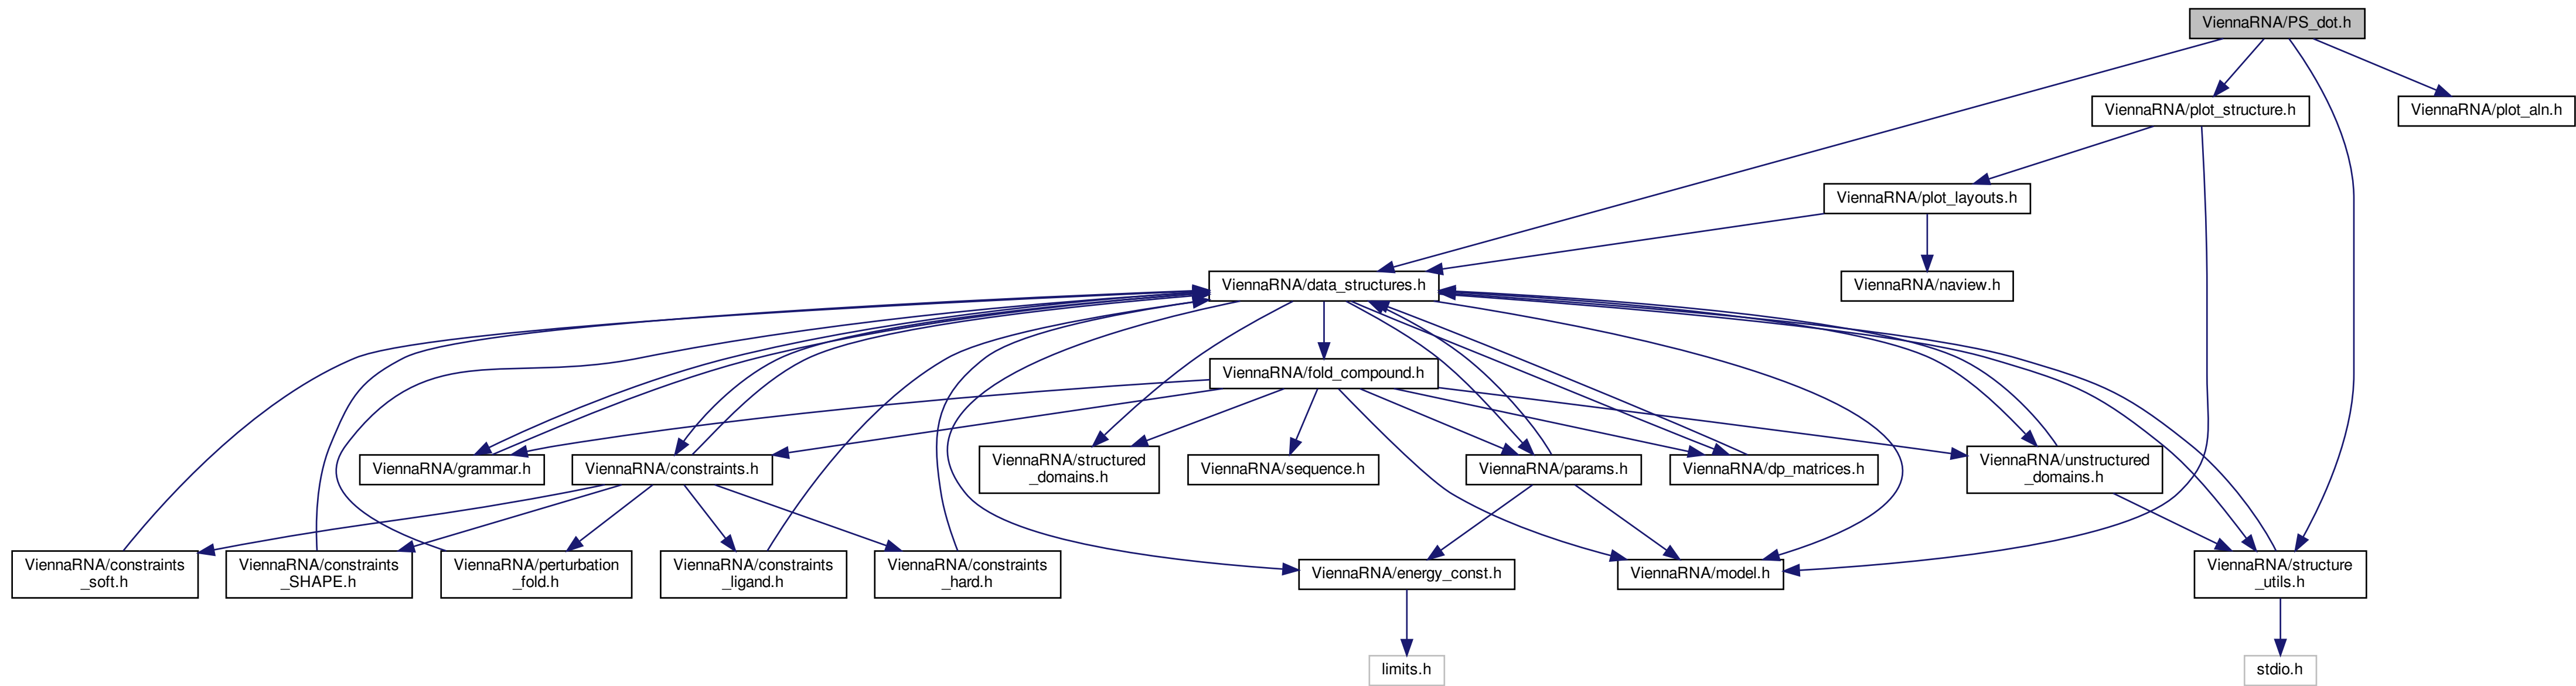 ViennaRNA/PS_dot.h
ViennaRNA/plot_structure.h
ViennaRNA/plot_aln.h
ViennaRNA/plot_layouts.h
ViennaRNA/data_structures.h
ViennaRNA/naview.h
ViennaRNA/fold_compound.h
ViennaRNA/grammar.h
ViennaRNA/constraints.h
ViennaRNA/structured
_domains.h
ViennaRNA/sequence.h
ViennaRNA/params.h
ViennaRNA/dp_matrices.h
ViennaRNA/unstructured
_domains.h
ViennaRNA/constraints
_soft.h
ViennaRNA/constraints
_SHAPE.h
ViennaRNA/perturbation
_fold.h
ViennaRNA/constraints
_ligand.h
ViennaRNA/constraints
_hard.h
ViennaRNA/energy_const.h
ViennaRNA/model.h
ViennaRNA/structure
_utils.h
limits.h
stdio.h